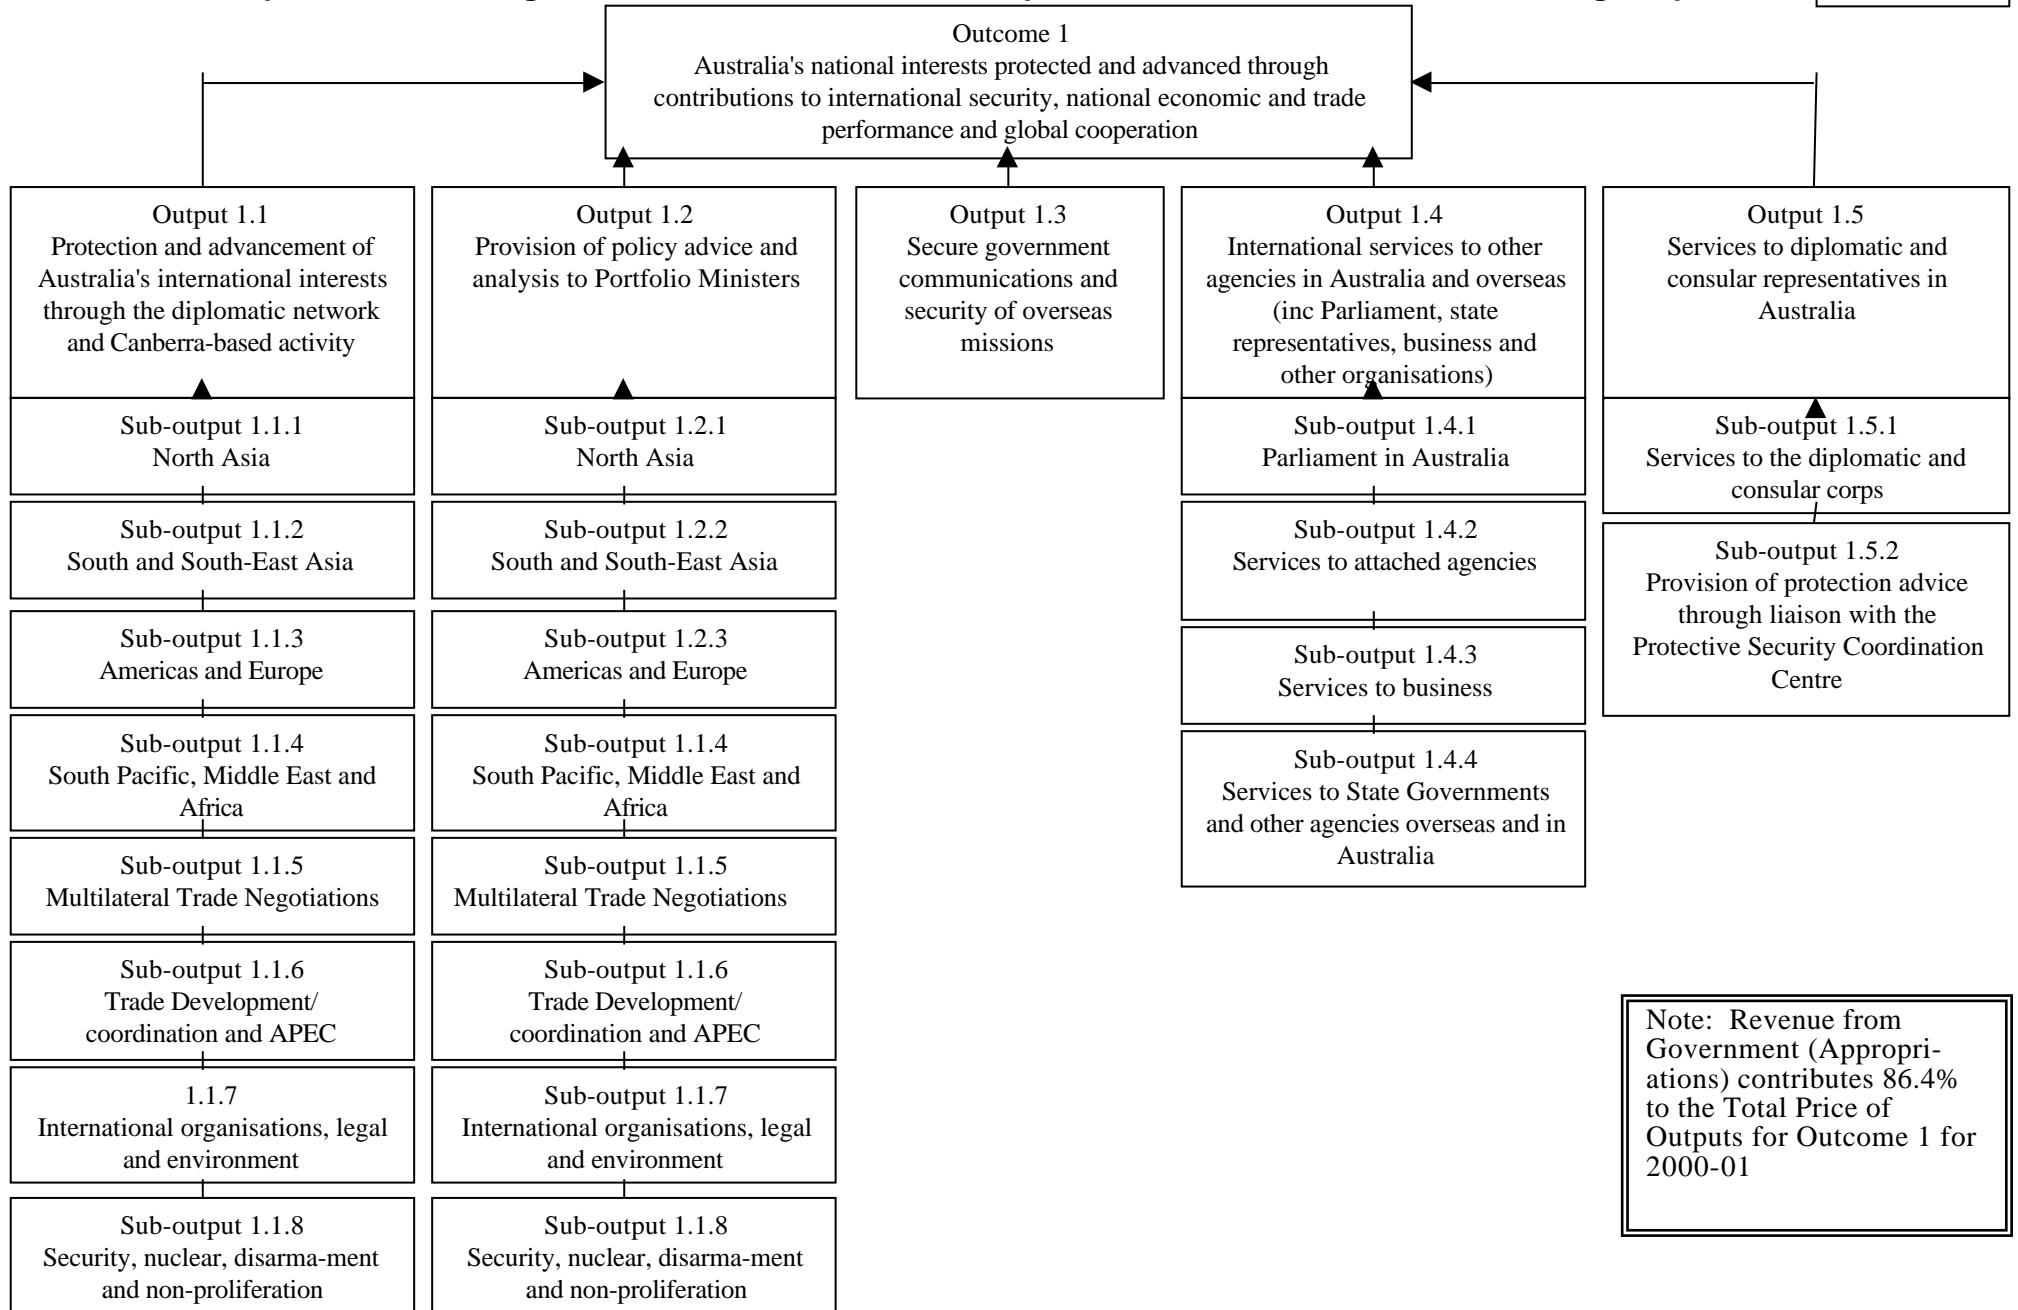 Outcome 1
Australia's national interests protected and advanced through
contributions to international security, national economic and trade
performance and global cooperation
Output 1.1
Protection and advancement of
Australia's international interests
through the diplomatic network
and Canberra-based activity
Sub-output 1.1.1
North Asia
Sub-output 1.1.2
South and South-East Asia
Sub-output 1.1.3
Americas and Europe
Sub-output 1.1.4
South Pacific, Middle East and
Africa
Sub-output 1.1.5
Multilateral Trade Negotiations
Sub-output 1.1.6
Trade Development/
coordination and APEC
1.1.7
International organisations, legal
and environment
Sub-output 1.1.8
Security, nuclear, disarma-ment
and non-proliferation
Output 1.2
Provision of policy advice and
analysis to Portfolio Ministers
Sub-output 1.2.1
North Asia
Sub-output 1.2.2
South and South-East Asia
Sub-output 1.2.3
Americas and Europe
Sub-output 1.1.4
South Pacific, Middle East and
Africa
Sub-output 1.1.5
Multilateral Trade Negotiations
Sub-output 1.1.6
Trade Development/
coordination and APEC
Sub-output 1.1.7
International organisations, legal
and environment
Sub-output 1.1.8
Security, nuclear, disarma-ment
and non-proliferation
Output 1.3
Secure government
communications and
security of overseas
missions
Output 1.4
International services to other
agencies in Australia and overseas
(inc Parliament, state
representatives, business and
other organisations)
Sub-output 1.4.1
Parliament in Australia
Sub-output 1.4.2
Services to attached agencies
Sub-output 1.4.3
Services to business
Sub-output 1.4.4
Services to State Governments
and other agencies overseas and in
Australia
Output 1.5
Services to diplomatic and
consular representatives in
Australia
Sub-output 1.5.1
Services to the diplomatic and
consular corps
Sub-output 1.5.2
Provision of protection advice
through liaison with the
Protective Security Coordination
Centre
Note: Revenue from
Government (Appropri-
ations) contributes 86.4%
to the Total Price of
Outputs for Outcome 1 for
2000-01